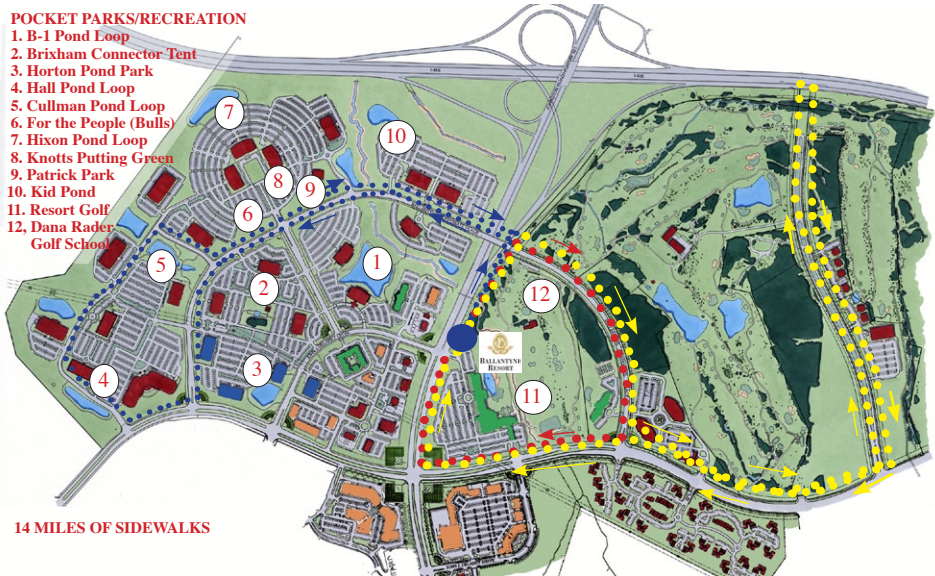 POCKET PARKS/RECREATION
1. B-1 Pond Loop
2. Brixham Connector Tent
3. Horton Pond Park
4. Hall Pond Loop
5. Cullman Pond Loop
6. For the People (Bulls)
7. Hixon Pond Loop
8. Knotts Putting Green
9. Patrick Park
10. Kid Pond
11. Resort Golf
12, Dana Rader
Golf School
7
10
8
9
6
5
1
2
12
3
4
11
BALLANTYNE
RESORT
I-485
I-485
14 MILES OF SIDEWALKS